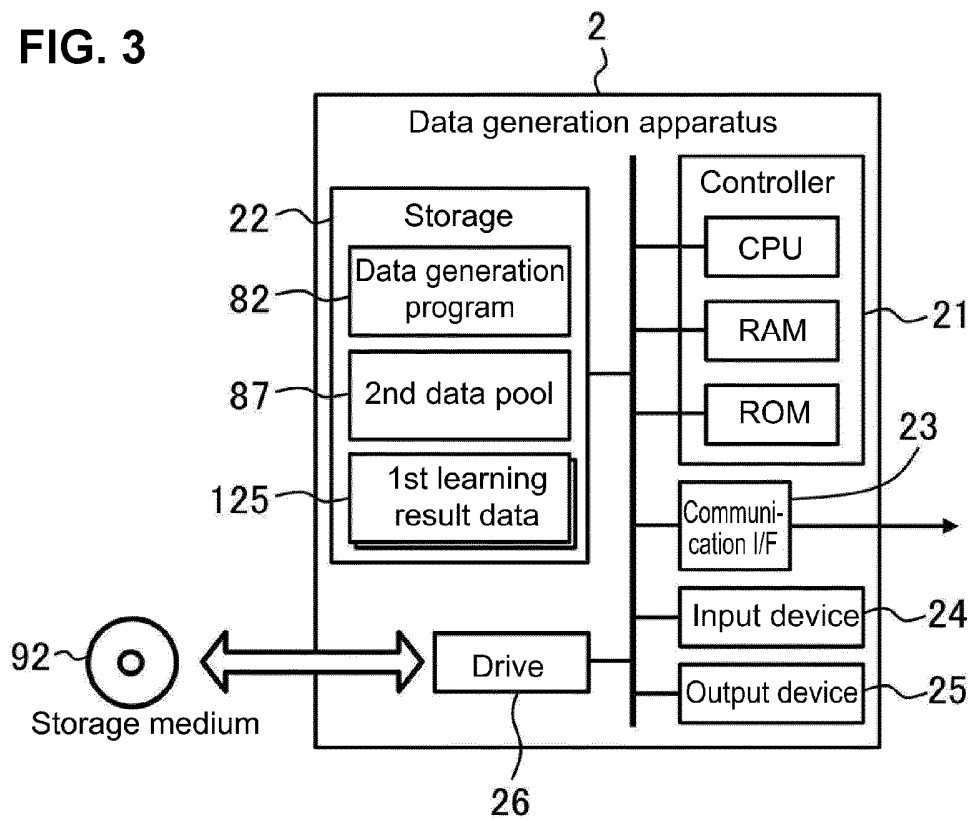 FIG. 3
2
Data generation apparatus
22
Storage
82
Data generation
program
87
2nd data pool
125
1st learning
result data
Controller
CPU
RAM
ROM
21
23
Communi-
cation I/F
Input device
24
Output device
25
92
Storage medium
Drive
26